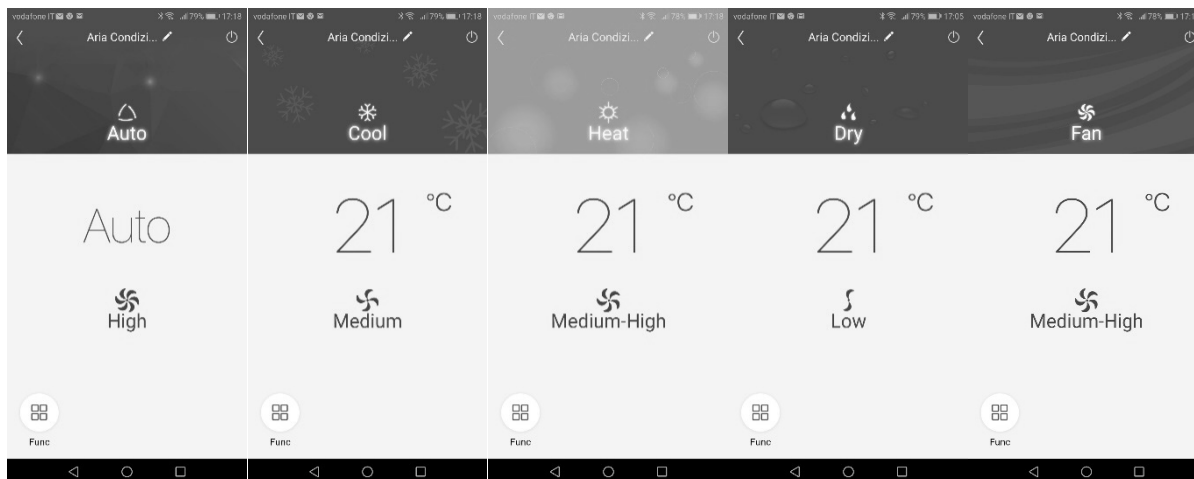 vodafone IT 79% 17:18
Aria Condizi...
Auto
Auto
High
Func
vodafone IT 79% 17:18
Aria Condizi...
Cool
21 °C
Medium
Func
vodafone IT 78% 17:18
Aria Condizi...
Heat
21 °C
Medium-High
Func
vodafone IT 79% 17:05
Aria Condizi...
Dry
21 °C
Low
Func
vodafone IT 78%
Aria Condizi...
Fan
21 °C
Medium-High
Func